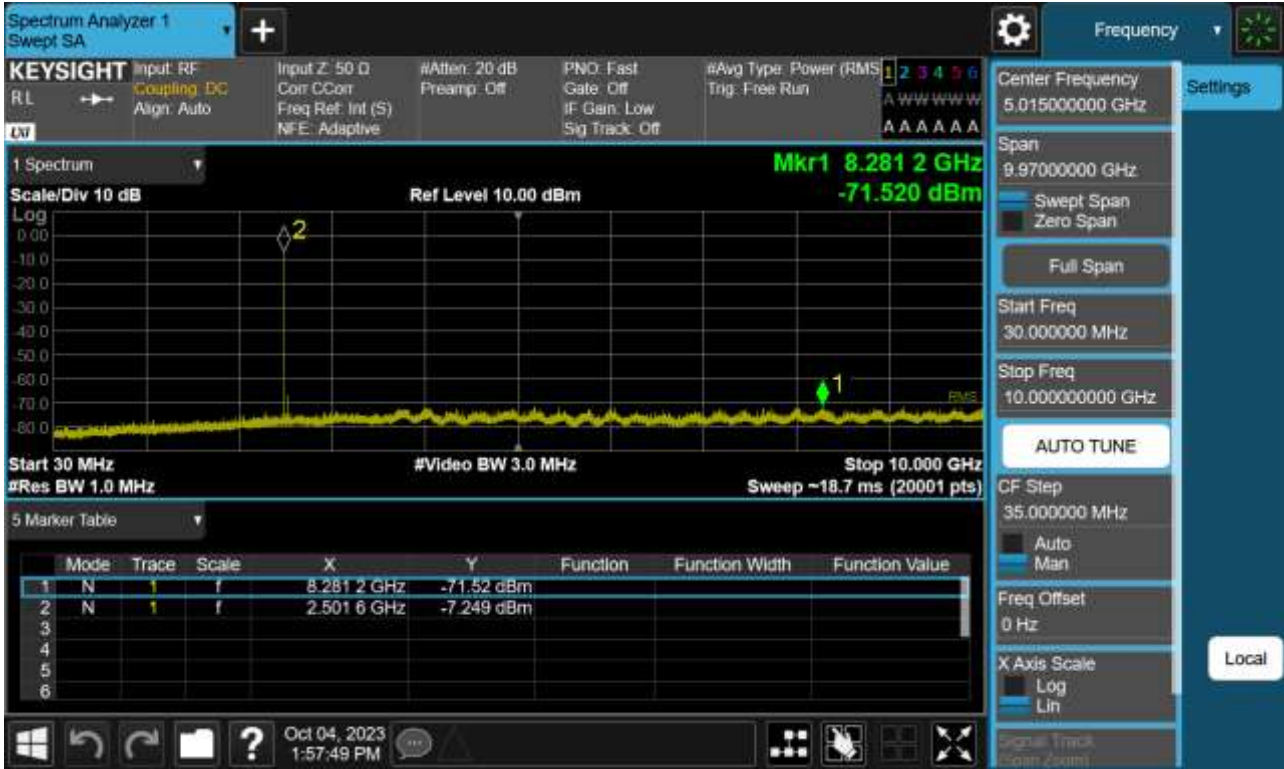 Spectrum Analyzer 1
Swept SA
+
Frequency
KEYSIGHT
RL
LXI
Input: RF
Coupling: DC
Align: Auto
Input Z: 50 Ω
Corr CCorr
Freq Ref: Int (S)
NFE: Adaptive
#Atten: 20 dB
Preamp: Off
PNO: Fast
Gate: Off
IF Gain: Low
Sig Track: Off
#Avg Type: Power (RMS
Trig: Free Run
1 2 3 4 5 6
A W W W W W
A A A A A A
1 Spectrum
Mkr1 8.281 2 GHz
Scale/Div 10 dB
Ref Level 10.00 dBm
-71.520 dBm
Log
0.00
-10.0
-20.0
-30.0
-40.0
-50.0
-60.0
-70.0
-80.0
2
1
RMS
Start 30 MHz
#Video BW 3.0 MHz
Stop 10.000 GHz
#Res BW 1.0 MHz
Sweep ~18.7 ms (20001 pts)
5 Marker Table
Mode Trace Scale X Y Function Function Width Function Value
1 N 1 f 8.281 2 GHz -71.52 dBm
2 N 1 f 2.501 6 GHz -7.249 dBm
3
4
5
6
?
Oct 04, 2023
1:57:49 PM
Center Frequency
5.015000000 GHz
Settings
Span
9.97000000 GHz
Swept Span
Zero Span
Full Span
Start Freq
30.000000 MHz
Stop Freq
10.000000000 GHz
AUTO TUNE
CF Step
35.000000 MHz
Auto
Man
Freq Offset
0 Hz
X Axis Scale
Log
Lin
Local
Signal Track
(Span Zoom)